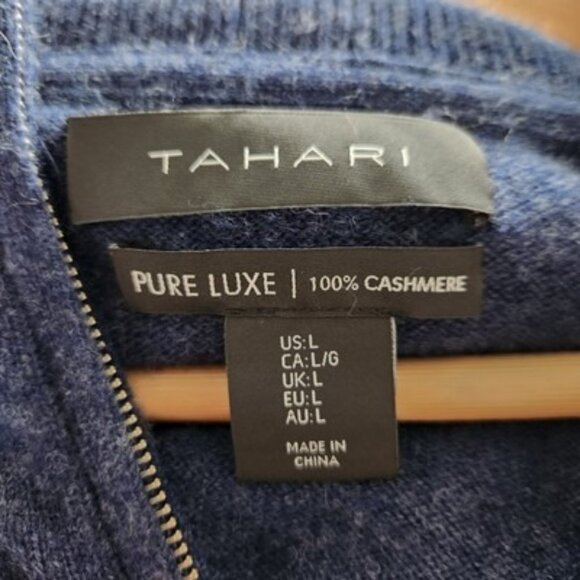 TAHARI
PURE LUXE | 100% CASHMERE
US:L
CA:L/G
UK:L
EU:L
AU:L
MADE IN
CHINA